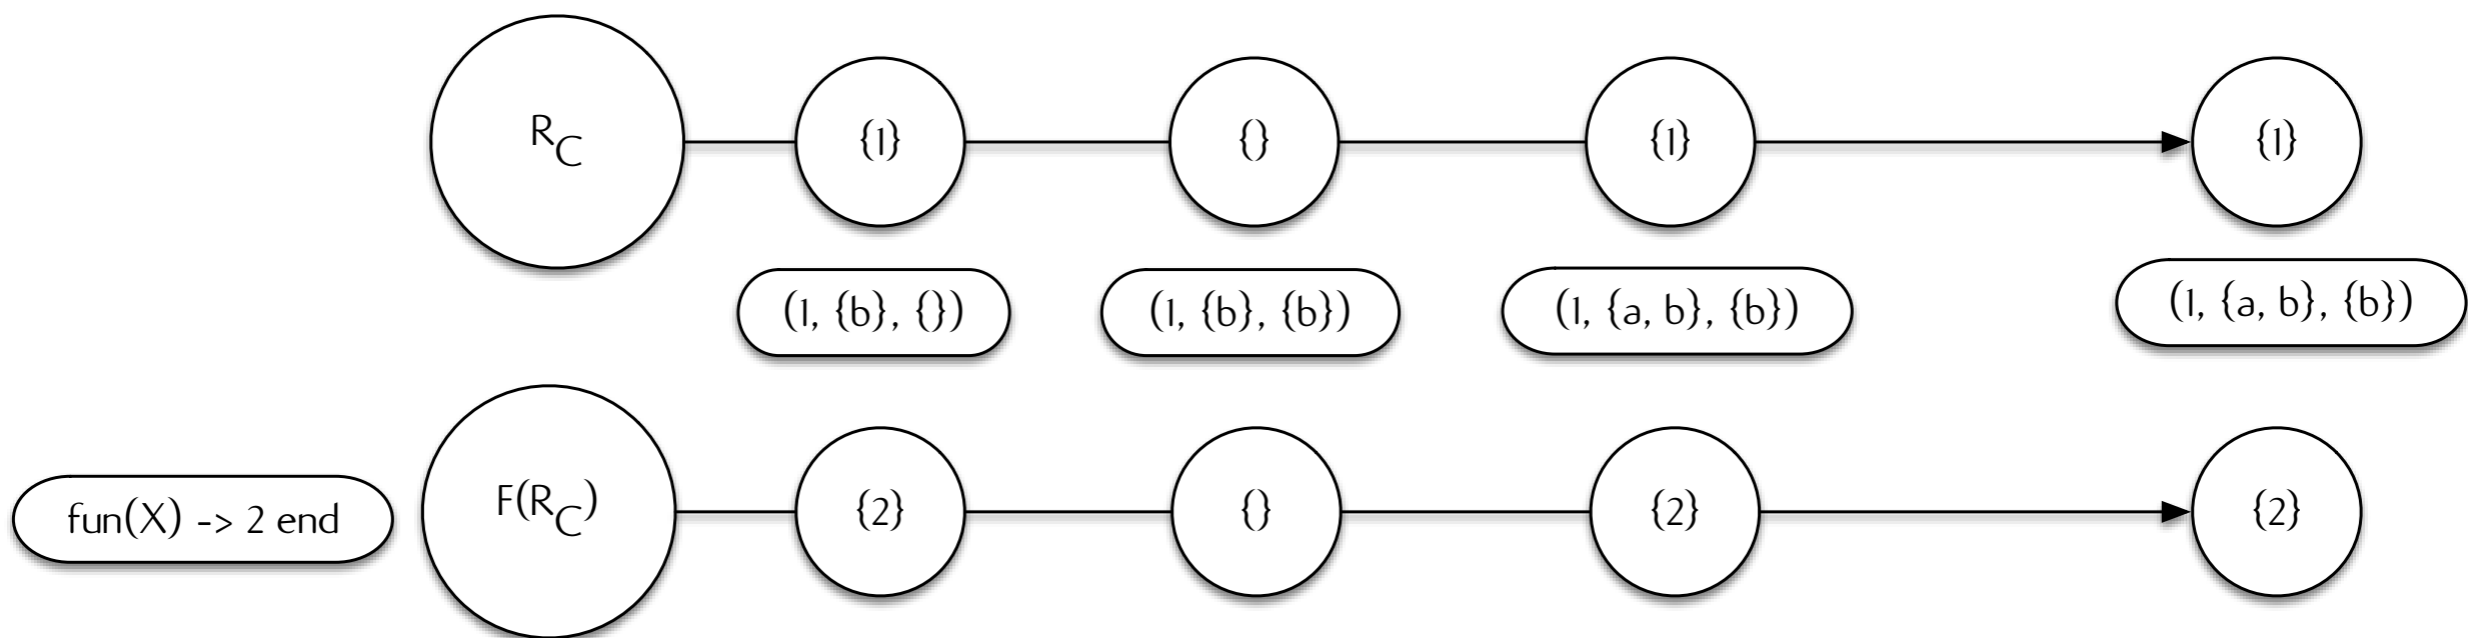 R_C
{1}
{}
{1}
{1}
(1, {b}, {})
(1, {b}, {b})
(1, {a, b}, {b})
(1, {a, b}, {b})
fun(X) -> 2 end
F(R_C)
{2}
{}
{2}
{2}